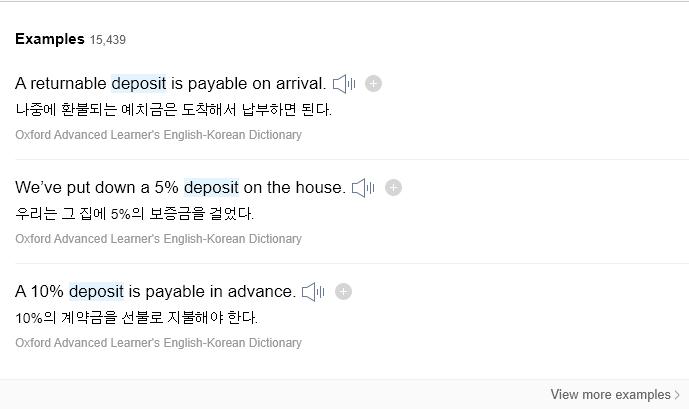 Examples 15,439
A returnable deposit is payable on arrival.
나중에 환불되는 예치금은 도착해서 납부하면 된다.
Oxford Advanced Learner's English-Korean Dictionary
We’ve put down a 5% deposit on the house.
우리는 그 집에 5%의 보증금을 걸었다.
Oxford Advanced Learner's English-Korean Dictionary
A 10% deposit is payable in advance.
10%의 계약금을 선불로 지불해야 한다.
Oxford Advanced Learner's English-Korean Dictionary
View more examples